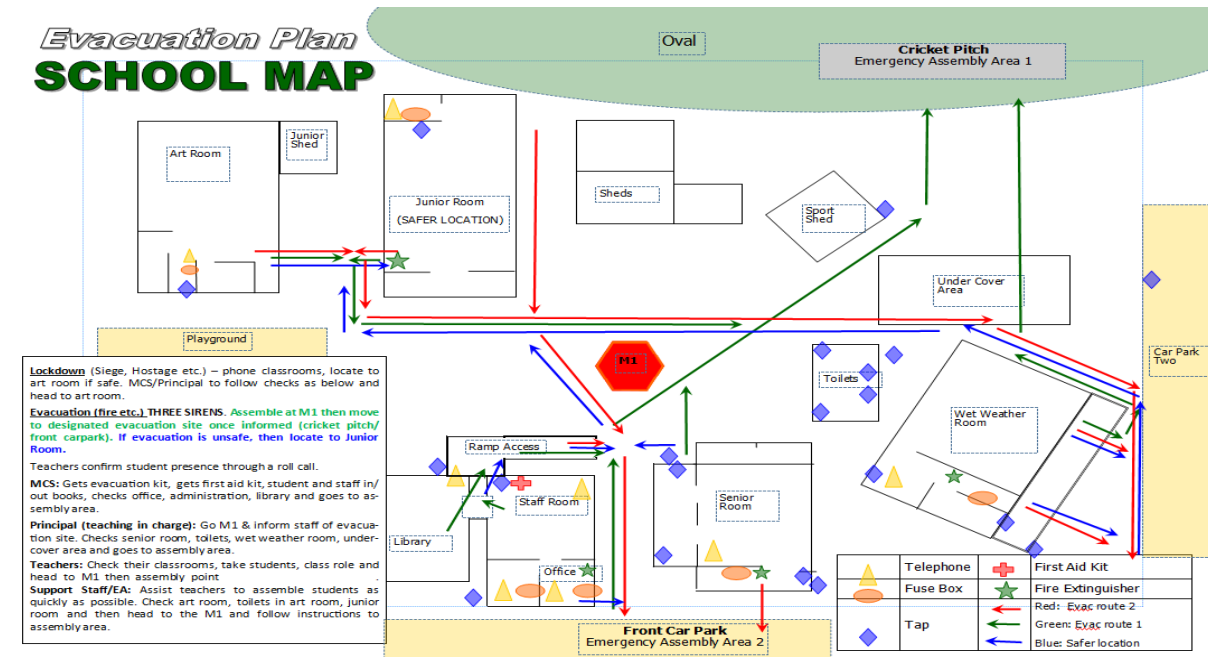 Evacuation Plan
SCHOOL MAP
Oval
Cricket Pitch
Emergency Assembly Area 1
Junior
Shed
Art Room
Junior Room
(SAFER LOCATION)
Sheds
Sport
Shed
Under Cover
Area
Playground
M1
Toilets
Car Park
Two
Wet Weather
Room
Lockdown (Siege, Hostage etc.) – phone classrooms, locate to
art room if safe. MCS/Principal to follow checks as below and
head to art room.
Evacuation (fire etc.) THREE SIRENS. Assemble at M1 then move
to designated evacuation site once informed (cricket pitch/
front carpark). If evacuation is unsafe, then locate to Junior
Room.
Teachers confirm student presence through a roll call.
MCS: Gets evacuation kit, gets first aid kit, student and staff in/
out books, checks office, administration, library and goes to as-
sembly area.
Principal (teaching in charge): Go M1 & inform staff of evacua-
tion site. Checks senior room, toilets, wet weather room, under-
cover area and goes to assembly area.
Teachers: Check their classrooms, take students, class role and
head to M1 then assembly point .
Support Staff/EA: Assist teachers to assemble students as
quickly as possible. Check art room, toilets in art room, junior
room and then head to the M1 and follow instructions to
assembly area.
Ramp Access
Staff Room
Senior
Room
Library
Office
Front Car Park
Emergency Assembly Area 2
Telephone
First Aid Kit
Fuse Box
Fire Extinguisher
Tap
Red: Evac route 2
Green: Evac route 1
Blue: Safer location